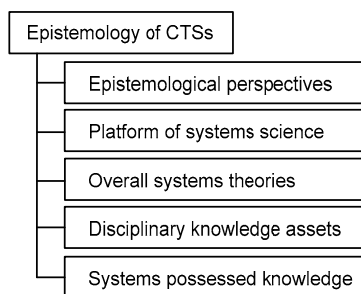 Epistemology of CTSs
Epistemological perspectives
Platform of systems science
Overall systems theories
Disciplinary knowledge assets
Systems possessed knowledge